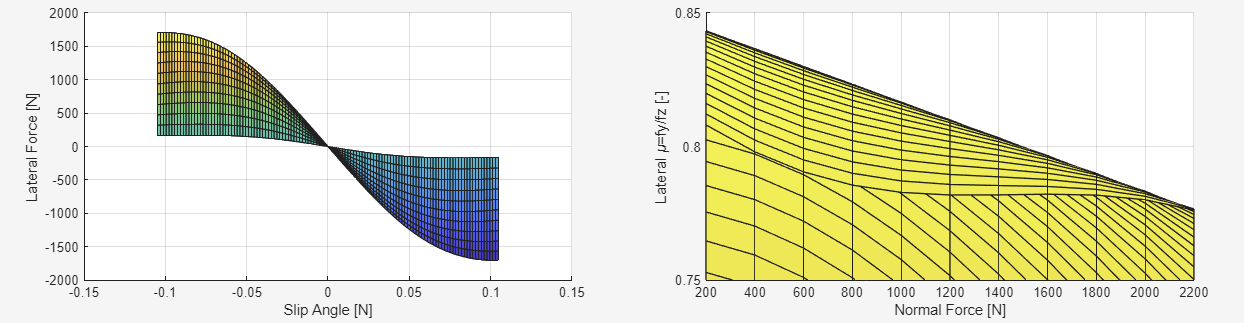 2000
1500
1000
500
0
-500
-1000
-1500
-2000
Lateral Force [N]
-0.15 -0.1 -0.05 0 0.05 0.1 0.15
Slip Angle [N]
0.85
0.8
0.75
Lateral μ=fy/fz [-]
200 400 600 800 1000 1200 1400 1600 1800 2000 2200
Normal Force [N]